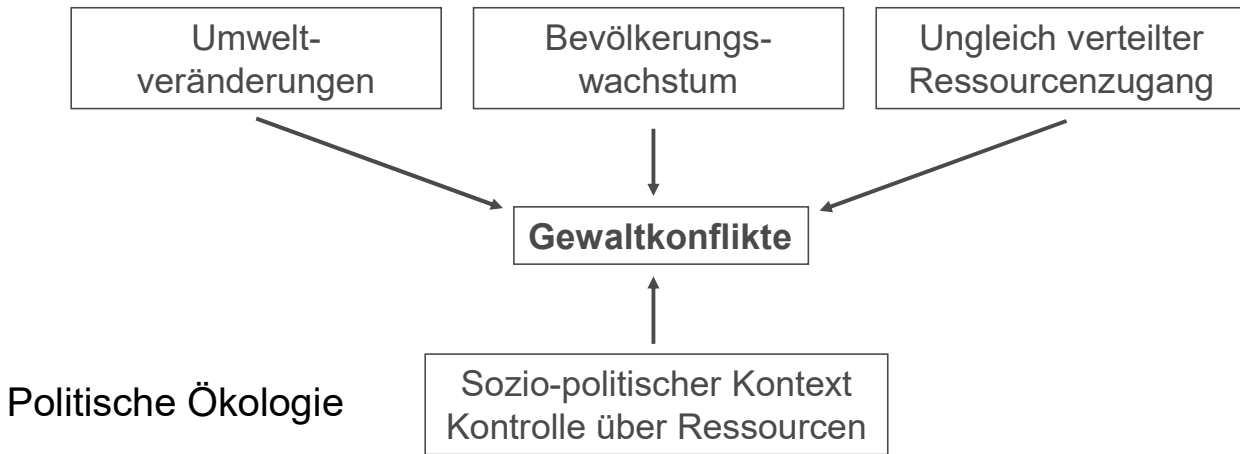 Umwelt-
veränderungen
Bevölkerungs-
wachstum
Ungleich verteilter
Ressourcenzugang
Gewaltkonflikte
Politische Ökologie
Sozio-politischer Kontext
Kontrolle über Ressourcen